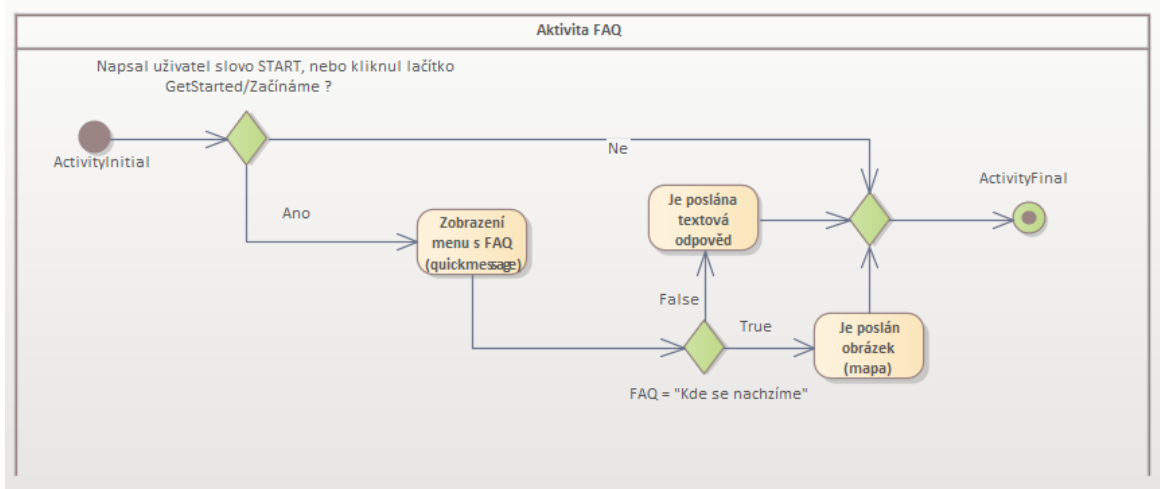 Aktivita FAQ
Napsal uživatel slovo START, nebo kliknul lačítko
GetStarted/Začínáme ?
ActivityInitial
Ne
Ano
Zobrazení
menu s FAQ
(quickmessage)
Je poslána
textová
odpověd
ActivityFinal
False
True
Je poslán
obrázek
(mapa)
FAQ = "Kde se nachzíme"